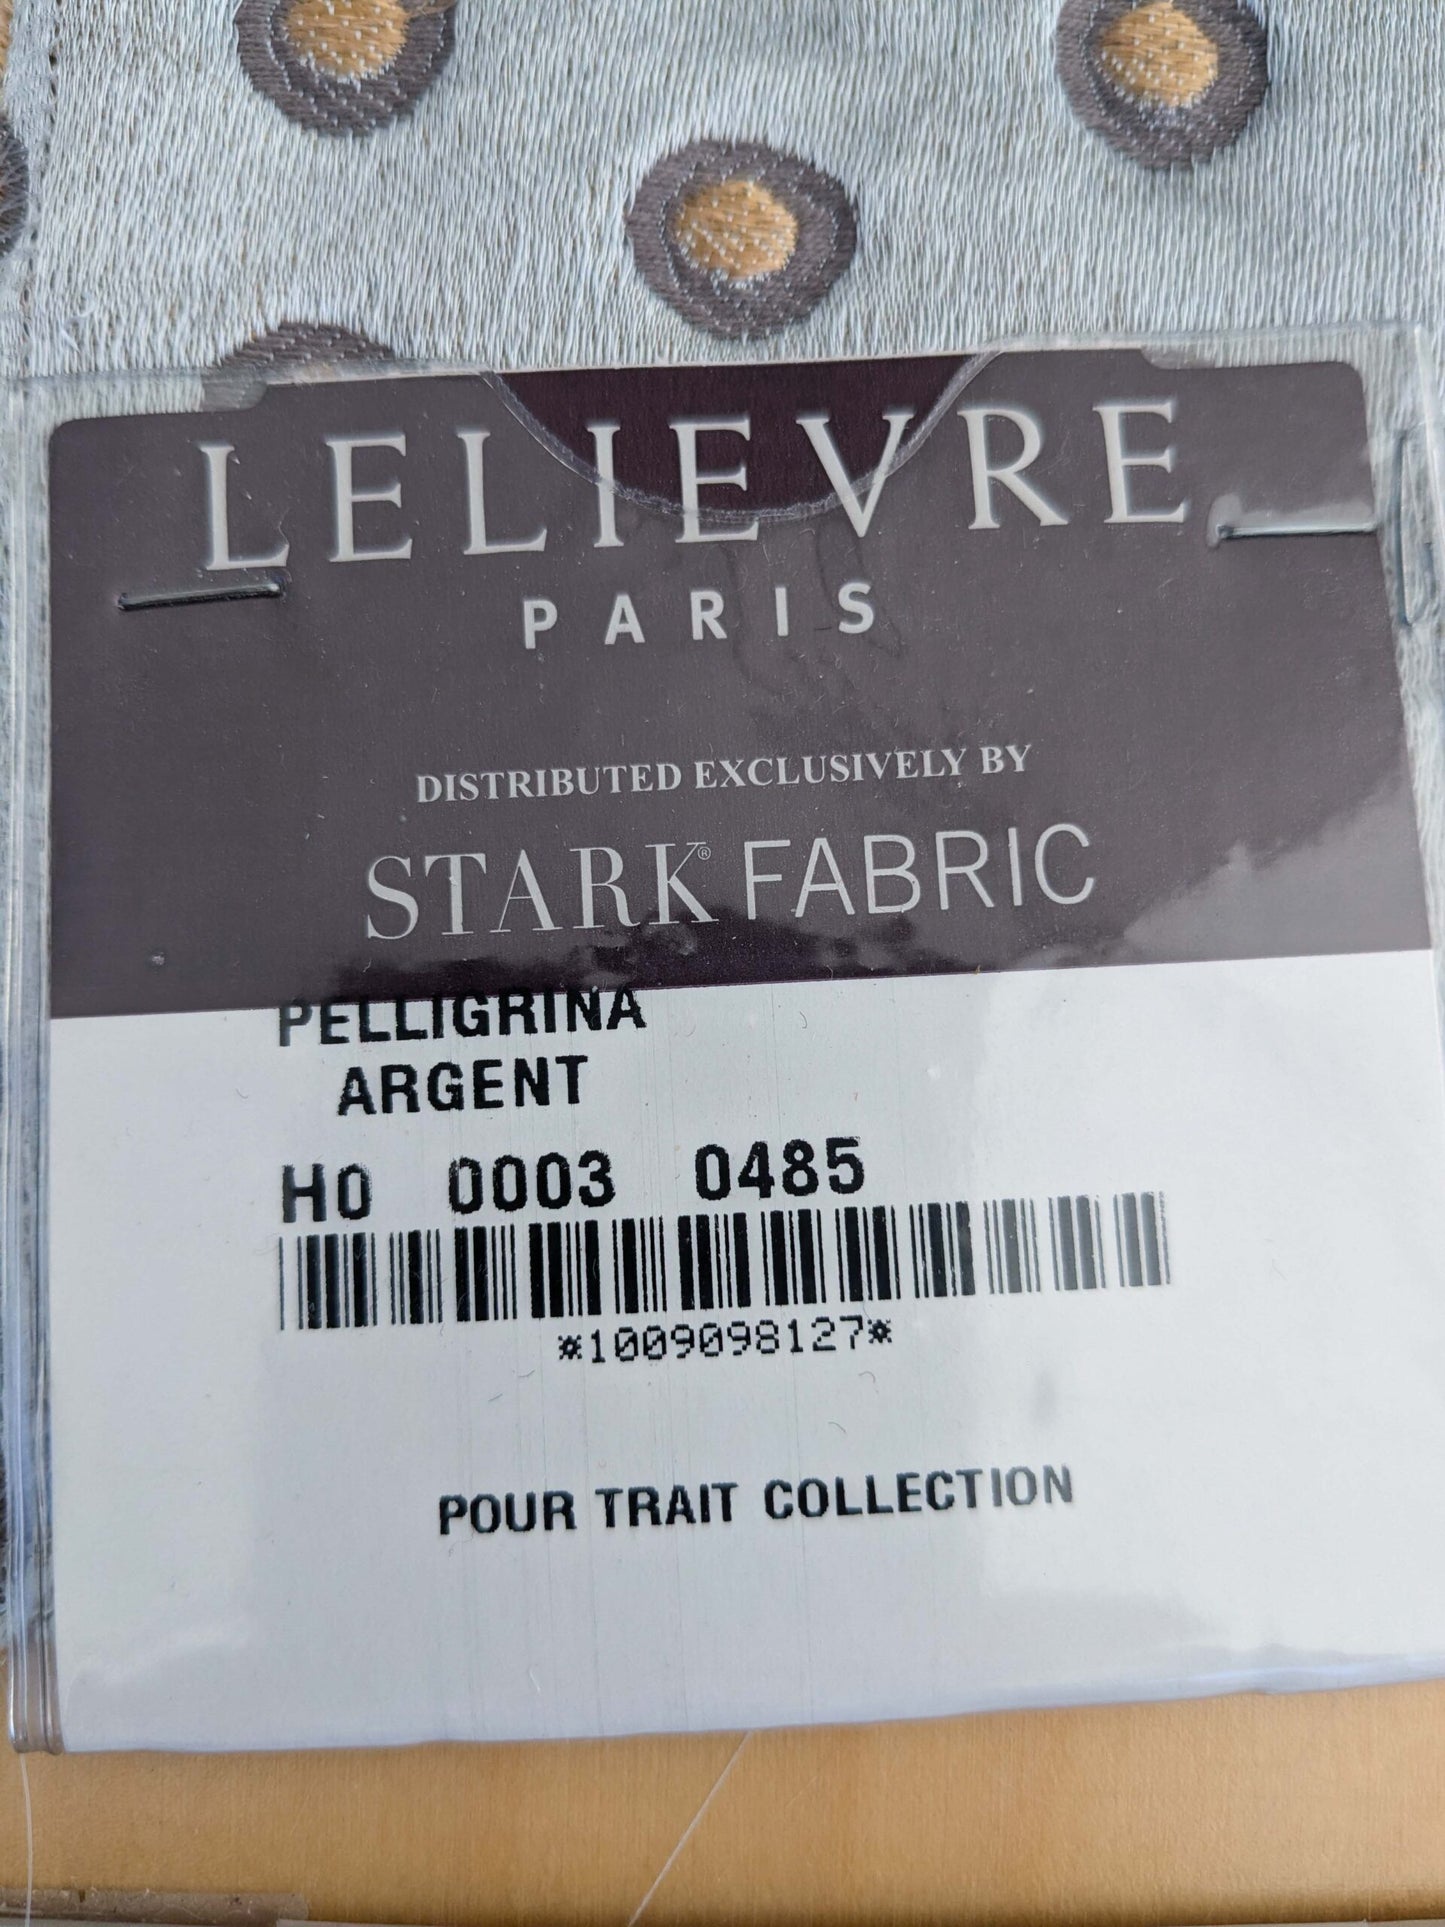 LELIEVRE
PARIS
DISTRIBUTED EXCLUSIVELY BY
STARK® FABRIC
PELLIGRINA
ARGENT
H0 0003 0485
*1009098127*
POUR TRAIT COLLECTION